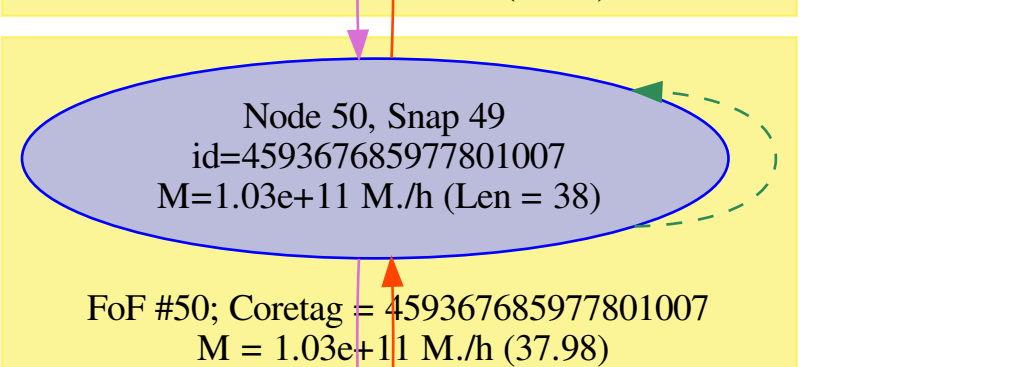 Node 50, Snap 49
id=459367685977801007
M=1.03e+11 M./h (Len = 38)
FoF #50; Coretag = 459367685977801007
M = 1.03e+11 M./h (37.98)